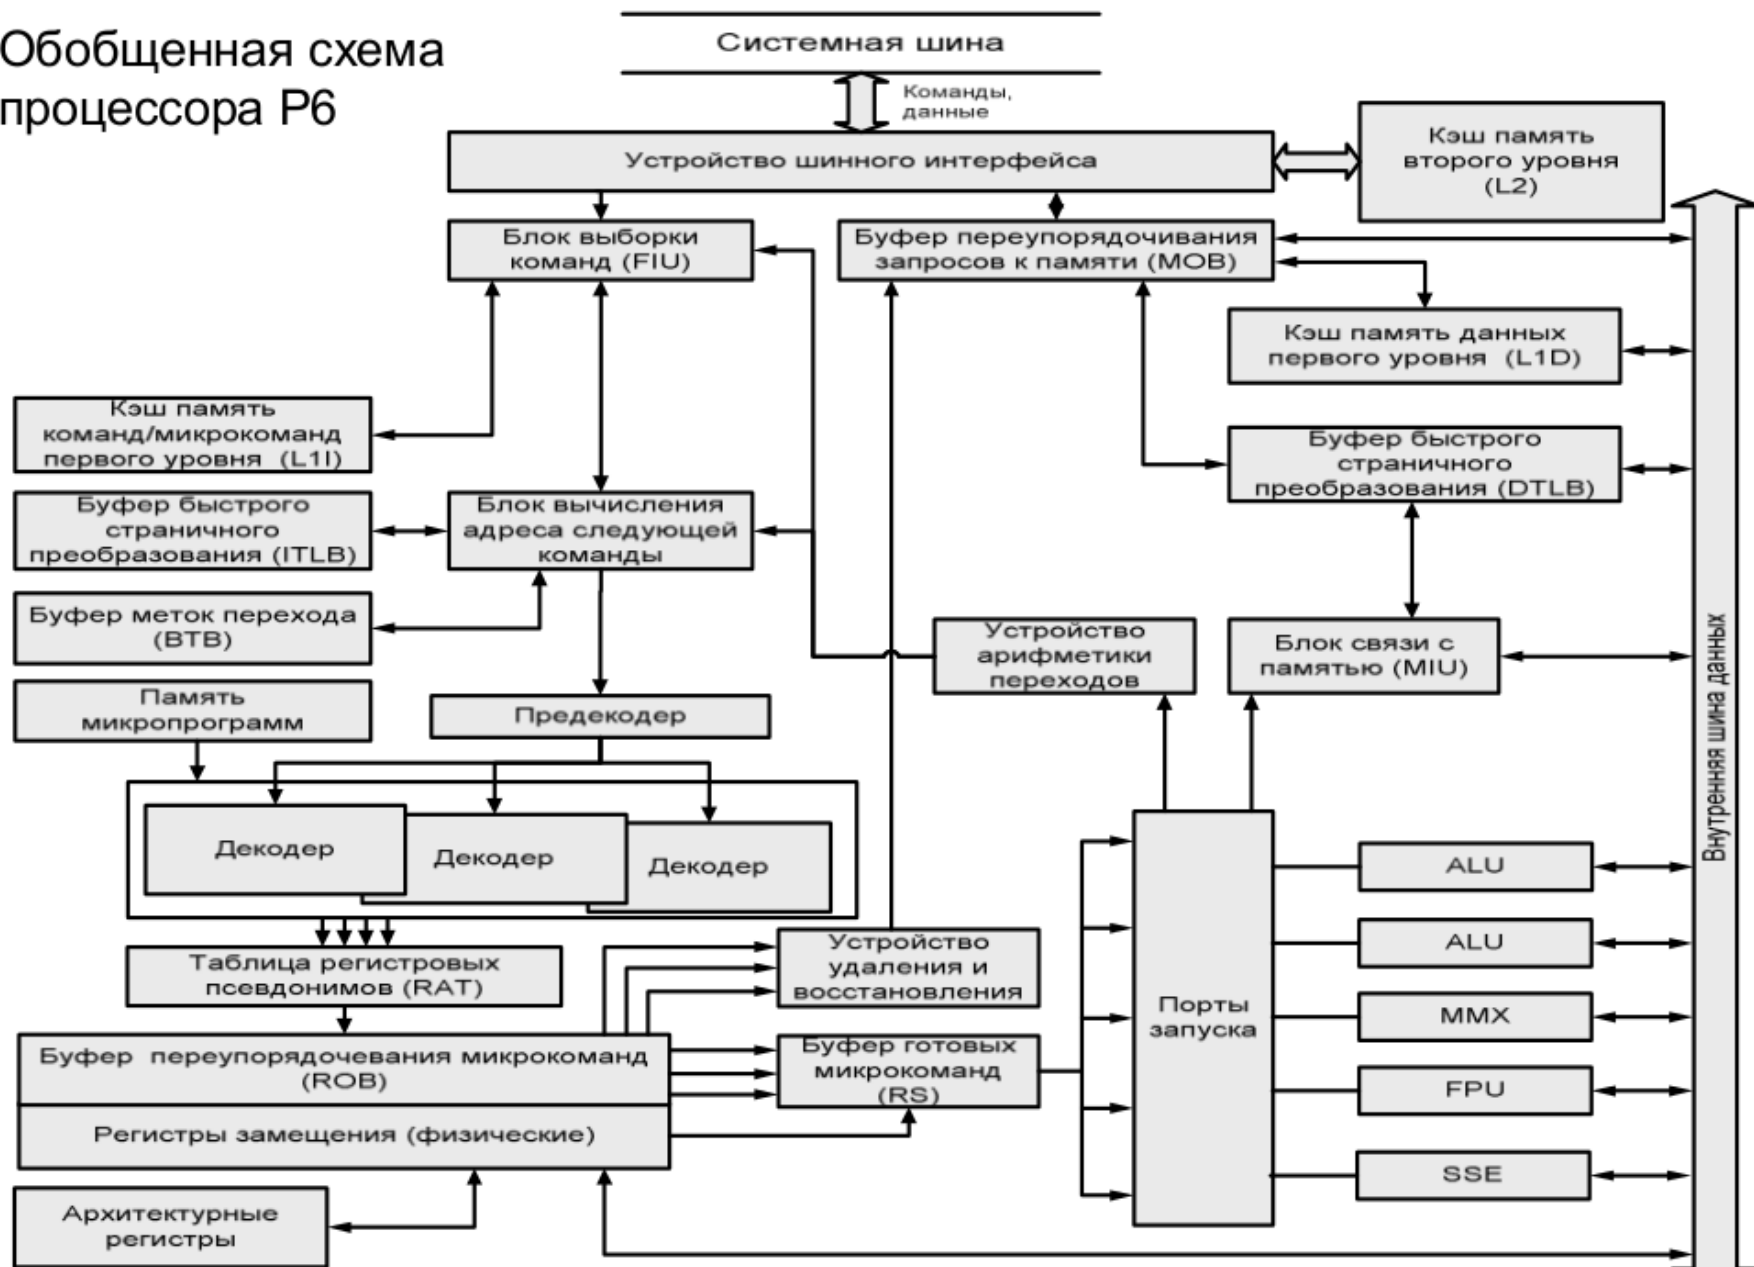 Обобщенная схема
процессора P6
Системная шина
Команды,
данные
Устройство шинного интерфейса
Кэш память
второго уровня
(L2)
Блок выборки
команд (FIU)
Буфер переупорядочивания
запросов к памяти (MOB)
Кэш память данных
первого уровня (L1D)
Кэш память
команд/микрокоманд
первого уровня (L1I)
Буфер быстрого
страничного
преобразования (DTLB)
Буфер быстрого
страничного
преобразования (ITLB)
Блок вычисления
адреса следующей
команды
Буфер меток перехода
(BTB)
Устройство
арифметики
переходов
Блок связи с
памятью (MIU)
Внутренняя шина данных
Память
микропрограмм
Предекодер
Декодер
Декодер
Декодер
ALU
ALU
MMX
FPU
SSE
Порты
запуска
Таблица регистровых
псевдонимов (RAT)
Устройство
удаления и
восстановления
Буфер переупорядочевания микрокоманд
(ROB)
Буфер готовых
микрокоманд
(RS)
Регистры замещения (физические)
Архитектурные
регистры